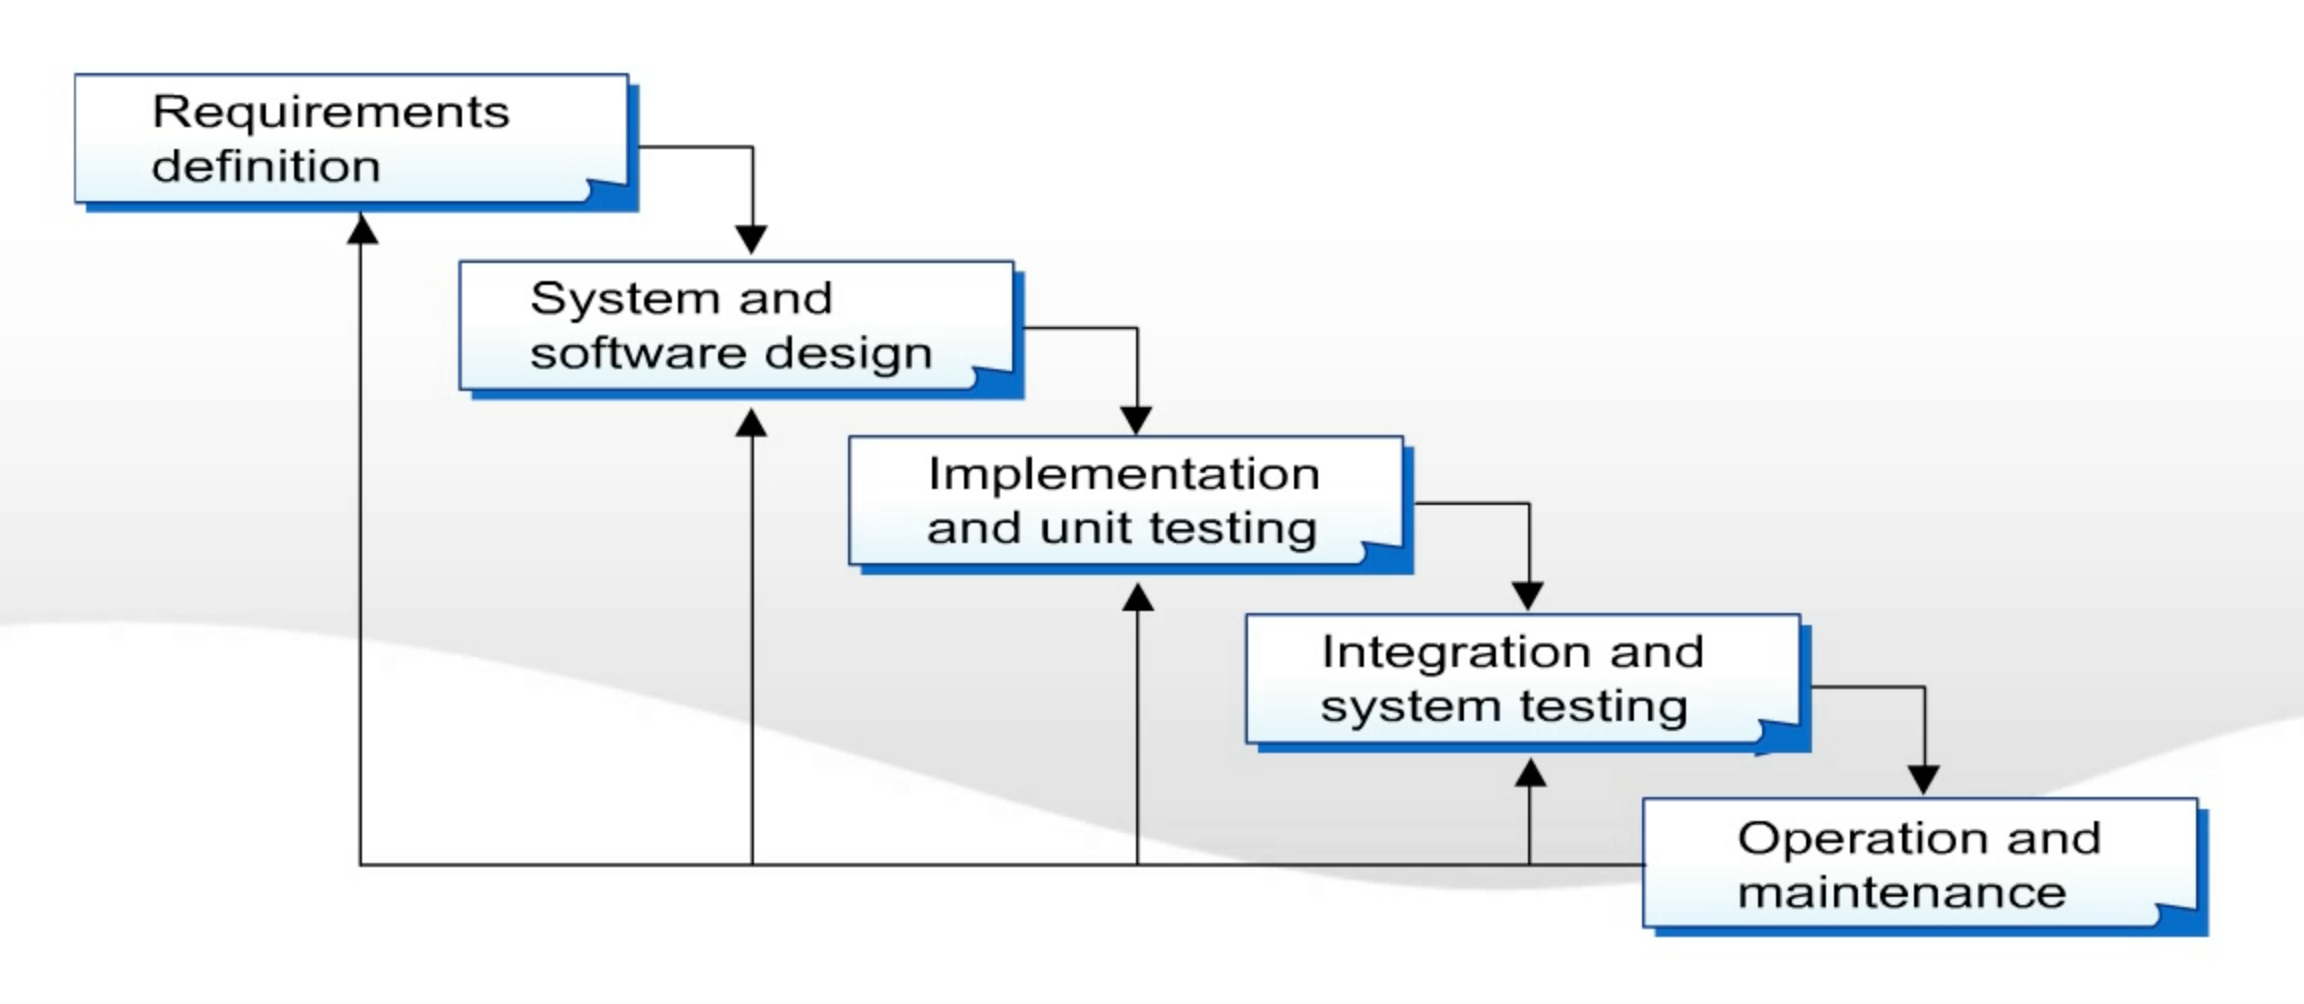 Requirements
definition
System and
software design
Implementation
and unit testing
Integration and
system testing
Operation and
maintenance